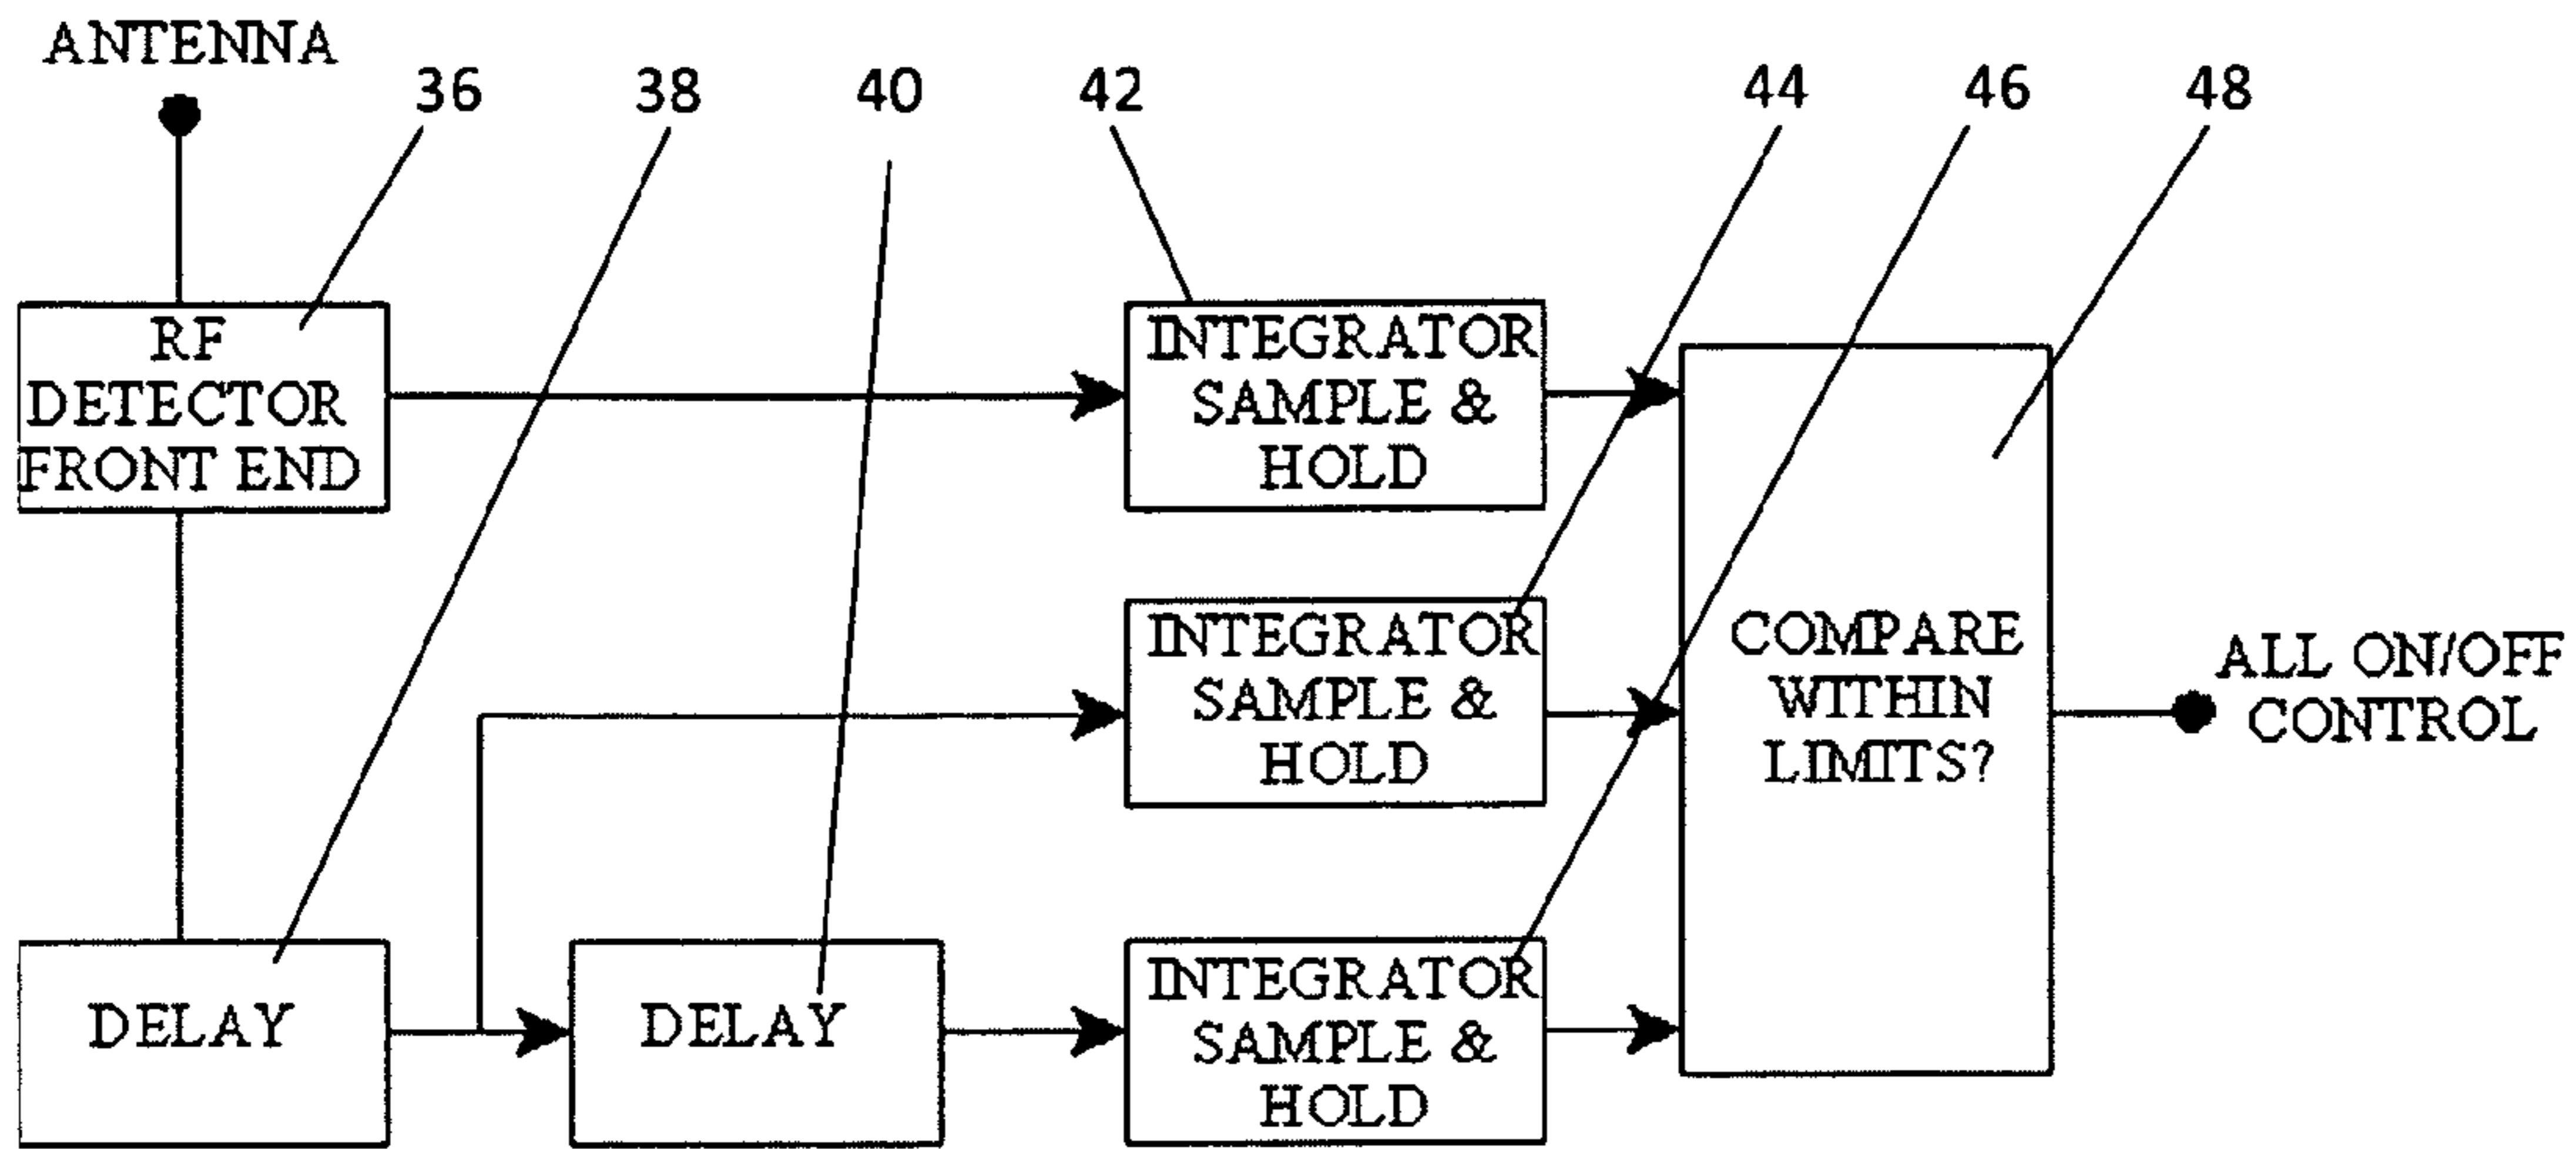 ANTENNA
36
38
40
42
44
46
48
RF
DETECTOR
FRONT END
INTEGRATOR
SAMPLE &
HOLD
INTEGRATOR
SAMPLE &
HOLD
COMPARE
WITHIN
LIMITS?
ALL ON/OFF
CONTROL
DELAY
DELAY
INTEGRATOR
SAMPLE &
HOLD